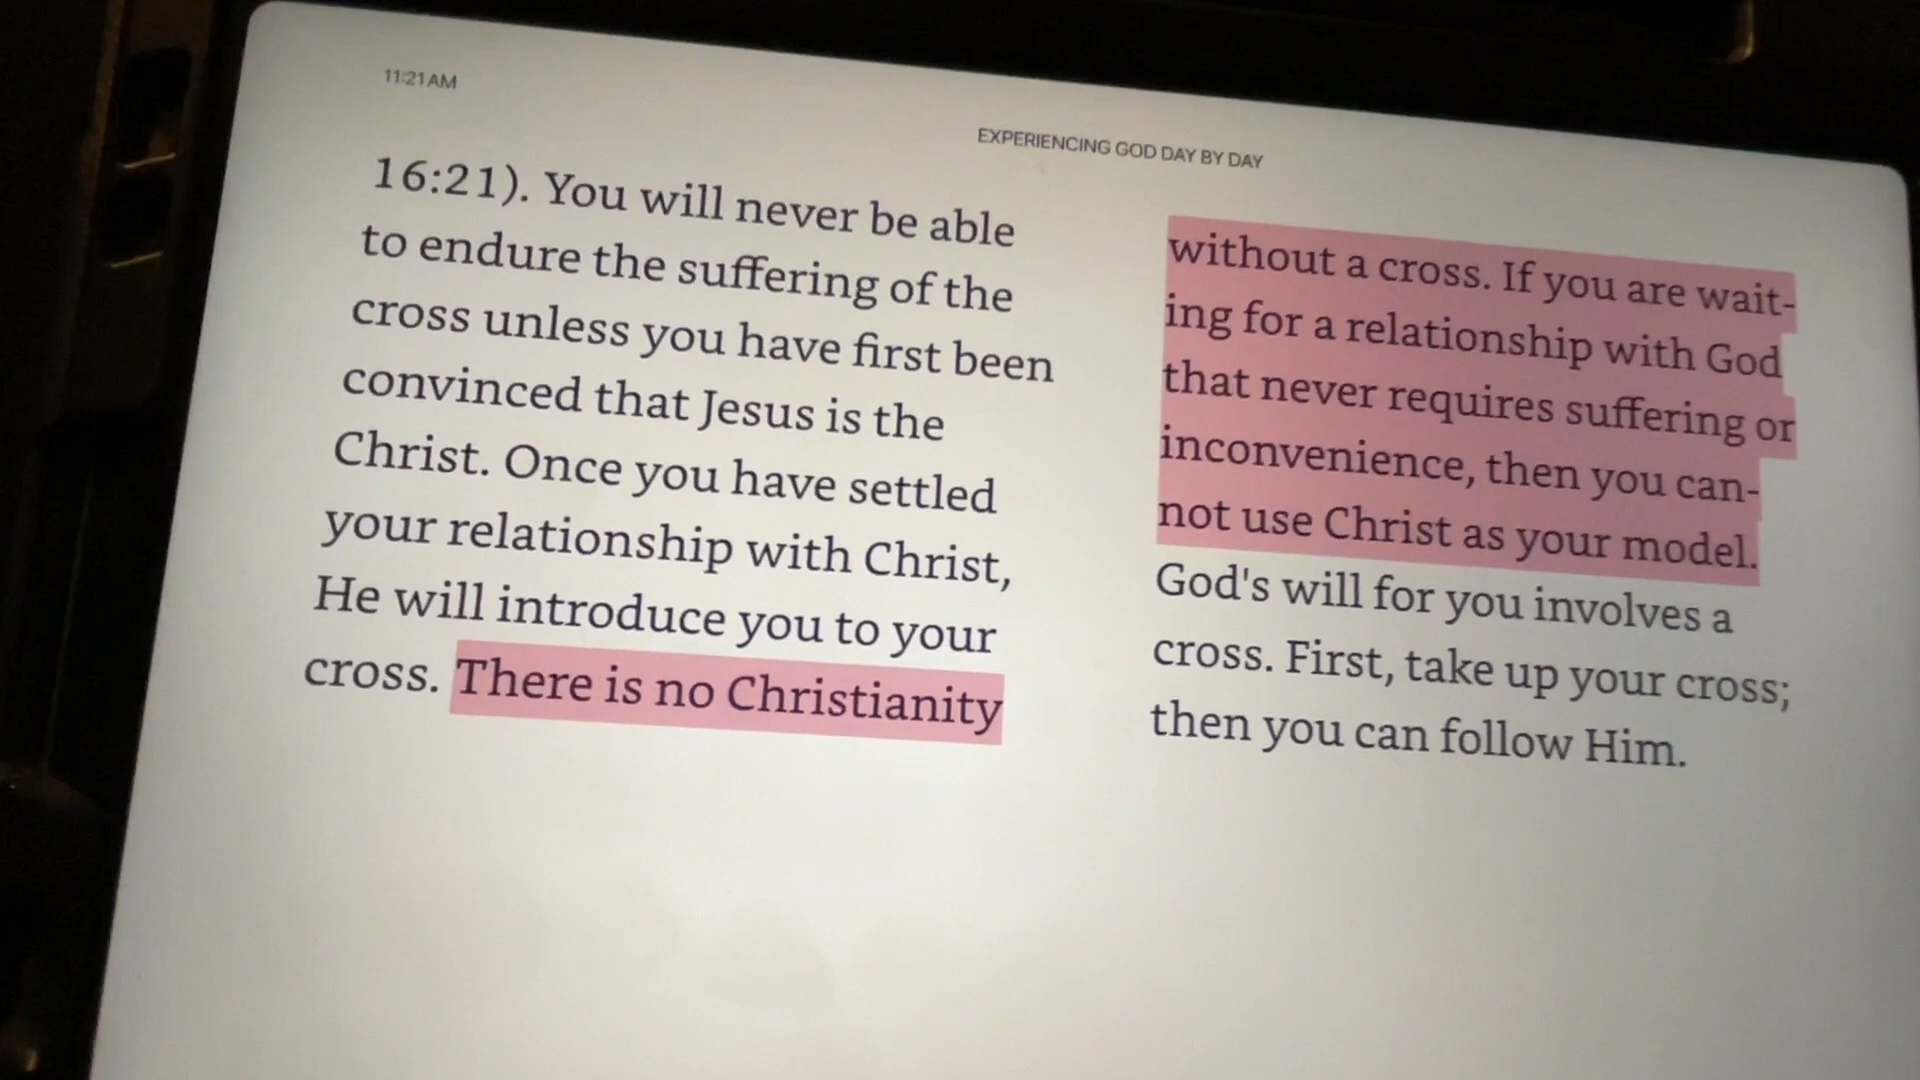 11:21 AM
EXPERIENCING GOD DAY BY DAY
16:21). You will never be able
to endure the suffering of the
cross unless you have first been
convinced that Jesus is the
Christ. Once you have settled
your relationship with Christ,
He will introduce you to your
cross. There is no Christianity
without a cross. If you are wait-
ing for a relationship with God
that never requires suffering or
inconvenience, then you can-
not use Christ as your model.
God's will for you involves a
cross. First, take up your cross;
then you can follow Him.